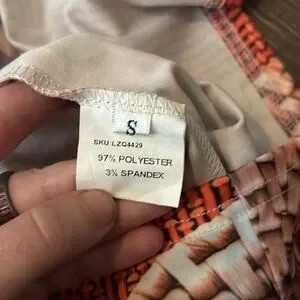 S
SKU:LZQ4429
97% POLYESTER
3% SPANDEX